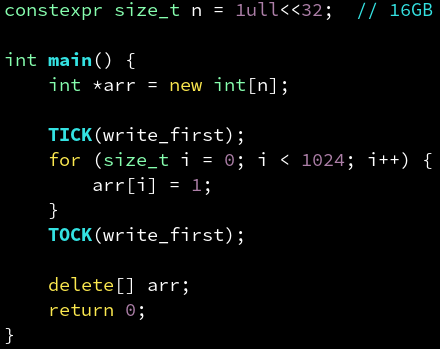 constexpr size_t n = 1ull<<32;  // 16GB
int main() {
    int *arr = new int[n];
    TICK(write_first);
    for (size_t i = 0; i < 1024; i++) {
        arr[i] = 1;
    }
    TOCK(write_first);
    delete[] arr;
    return 0;
}